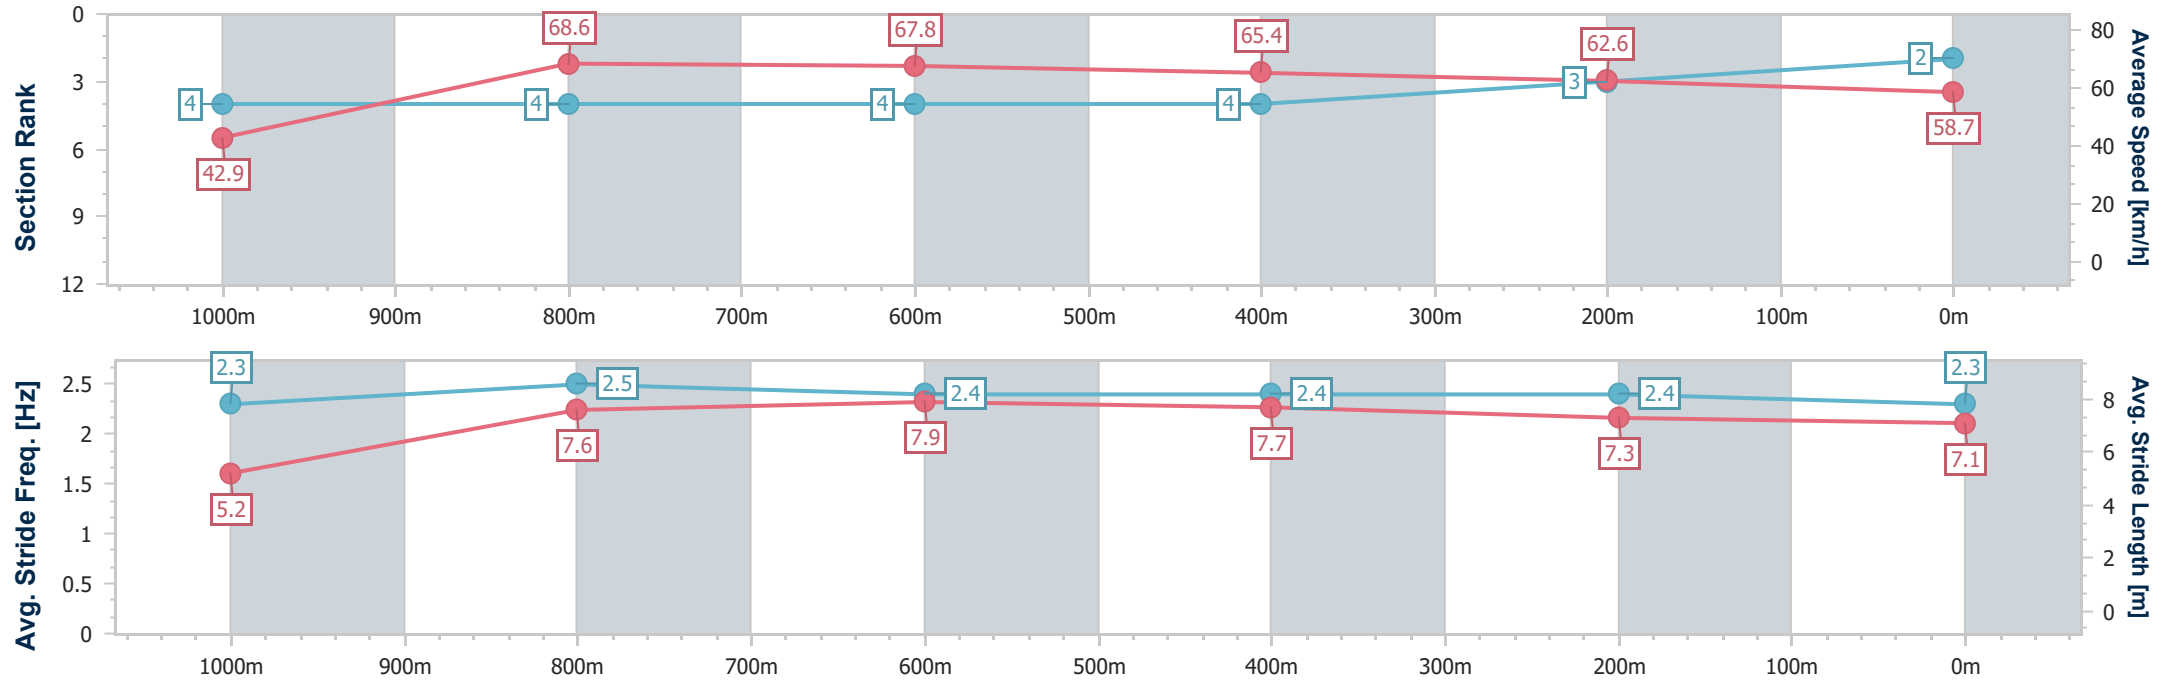 Section Rank
0
3
6
9
12
80
60
40
20
0
Average Speed [km/h]
4
4
4
4
3
2
42.9
68.6
67.8
65.4
62.6
58.7
1000m
900m
800m
700m
600m
500m
400m
300m
200m
100m
0m
Avg. Stride Freq. [Hz]
2.5
2
1.5
1
0.5
0
8
6
4
2
0
Avg. Stride Length [m]
2.3
2.5
2.4
2.4
2.4
2.3
5.2
7.6
7.9
7.7
7.3
7.1
1000m
900m
800m
700m
600m
500m
400m
300m
200m
100m
0m